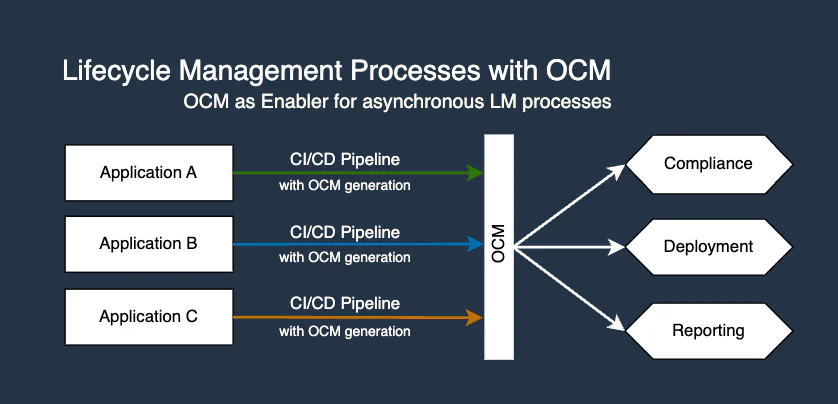 Lifecycle Management Processes with OCM
OCM as Enabler for asynchronous LM processes
Application A
CI/CD Pipeline
with OCM generation
Application B
CI/CD Pipeline
with OCM generation
Application C
CI/CD Pipeline
with OCM generation
OCM
Compliance
Deployment
Reporting